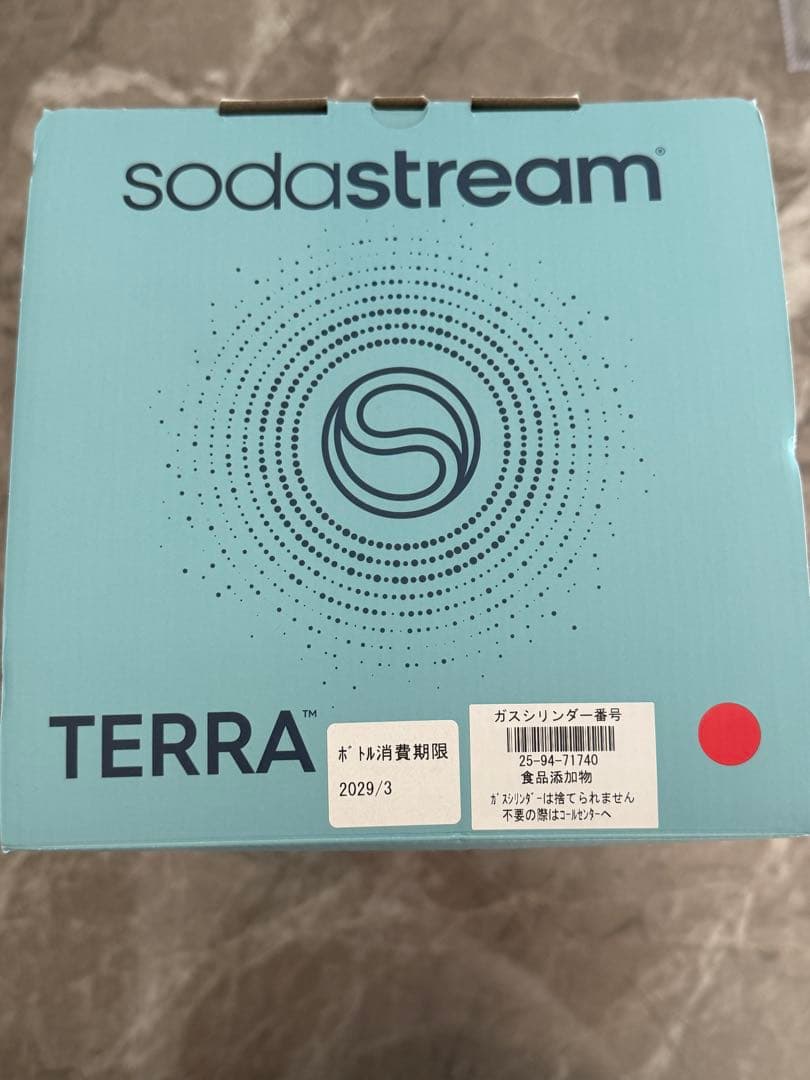 sodastream®
TERRA™
ﾎﾞﾄﾙ消費期限
2029/3
ガスシリンダー番号
25-94-71740
食品添加物
ｶﾞｽｼﾘﾝﾀﾞｰは捨てられません
不要の際はｺｰﾙｾﾝﾀｰへ